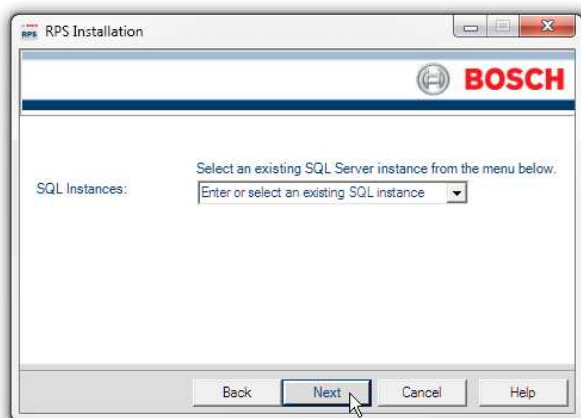 RPS Installation
BOSCH
Select an existing SQL Server instance from the menu below.
SQL Instances:
Enter or select an existing SQL instance
Back
Next
Cancel
Help